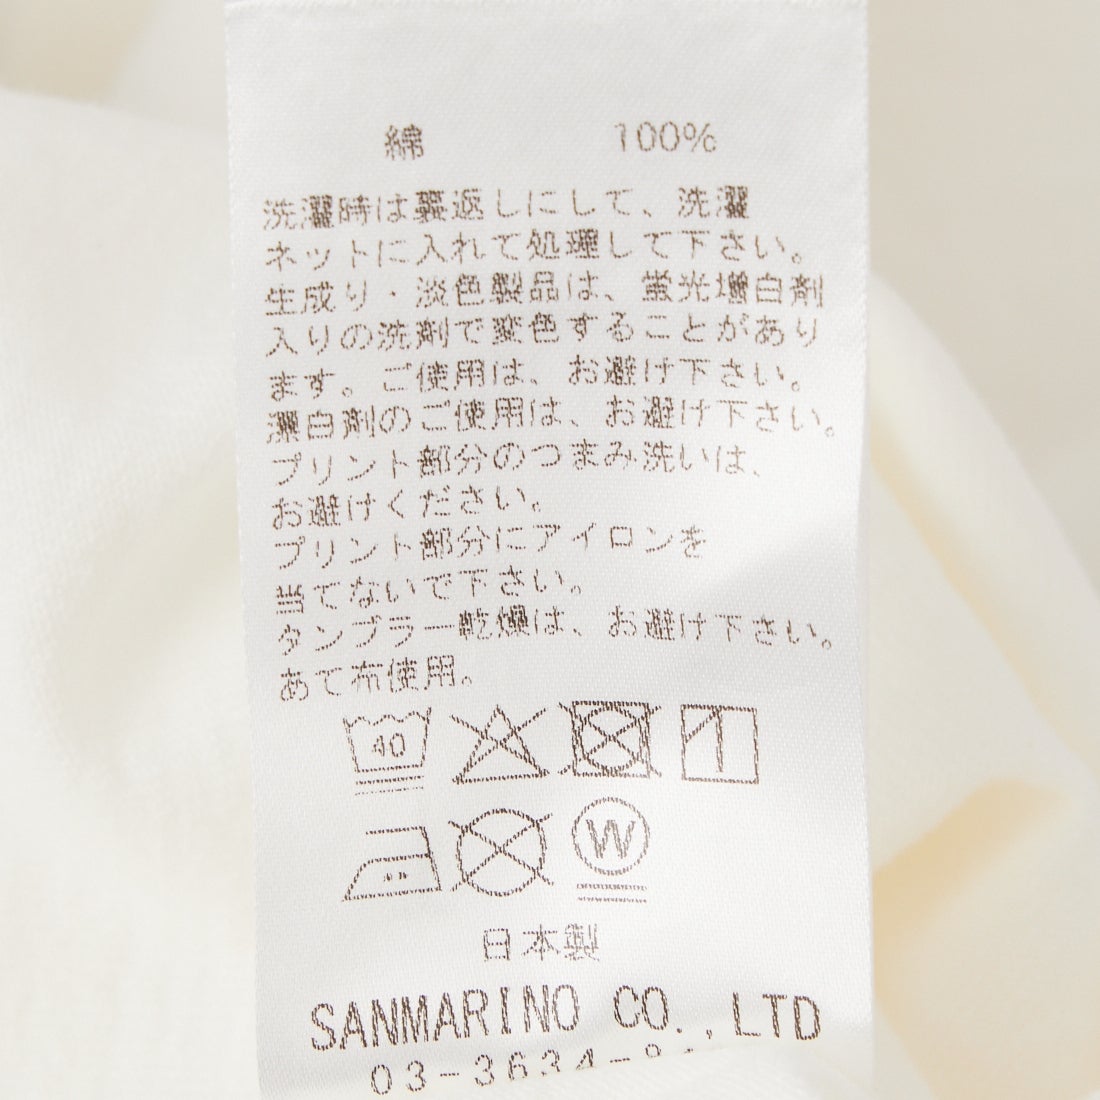 綿 100%
洗濯時は裏返しにして、洗濯
ネットに入れて処理して下さい。
生成り・淡色製品は、蛍光増白剤
入りの洗剤で変色することがあり
ます。ご使用は、お避け下さい。
漂白剤のご使用は、お避け下さい。
プリント部分のつまみ洗いは、
お避けください。
プリント部分にアイロンを
当てないで下さい。
タンブラー乾燥は、お避け下さい。
あて布使用。
40
W
日本製
SANMARINO CO.,LTD
03-3634-